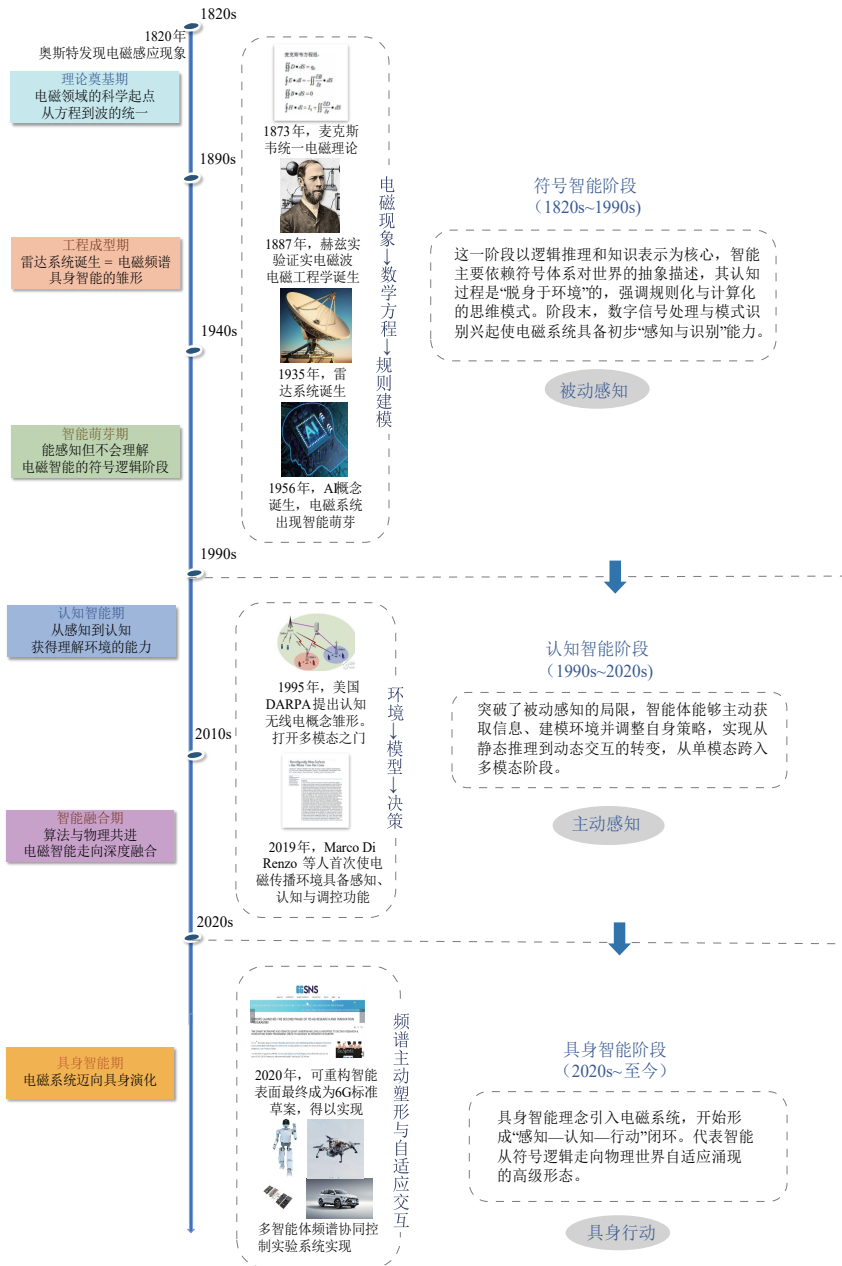 1820s
1820年
奥斯特发现电磁感应现象
理论奠基期
电磁领域的科学起点
从方程到波的统一
麦克斯韦方程组:
1873年，麦克斯
韦统一电磁理论
1890s
1887年，赫兹实
验证实电磁波
电磁工程学诞生
工程成型期
雷达系统诞生 = 电磁频谱
具身智能的雏形
1940s
1935年，雷
达系统诞生
智能萌芽期
能感知但不会理解
电磁智能的符号逻辑阶段
AI
1956年，AI概念
诞生，电磁系统
出现智能萌芽
电磁现象→数学方程→规则建模
符号智能阶段
（1820s~1990s)
这一阶段以逻辑推理和知识表示为核心，智能
主要依赖符号体系对世界的抽象描述，其认知
过程是“脱身于环境”的，强调规则化与计算化
的思维模式。阶段末，数字信号处理与模式识
别兴起使电磁系统具备初步“感知与识别”能力。
被动感知
1990s
认知智能期
从感知到认知
获得理解环境的能力
1995年，美国
DARPA提出认知
无线电概念雏形。
打开多模态之门
2010s
智能融合期
算法与物理共进
电磁智能走向深度融合
2019年，Marco Di
Renzo 等人首次使电
磁传播环境具备感知、
认知与调控功能
环境→模型→决策
认知智能阶段
（1990s~2020s)
突破了被动感知的局限，智能体能够主动获
取信息、建模环境并调整自身策略，实现从
静态推理到动态交互的转变，从单模态跨入
多模态阶段。
主动感知
2020s
具身智能期
电磁系统迈向具身演化
6GSNS
2020年，可重构智能
表面最终成为6G标准
草案，得以实现
多智能体频谱协同控
制实验系统实现
频谱主动塑形与自适应交互
具身智能阶段
(2020s~至今）
具身智能理念引入电磁系统，开始形
成“感知—认知—行动”闭环。代表智能
从符号逻辑走向物理世界自适应涌现
的高级形态。
具身行动